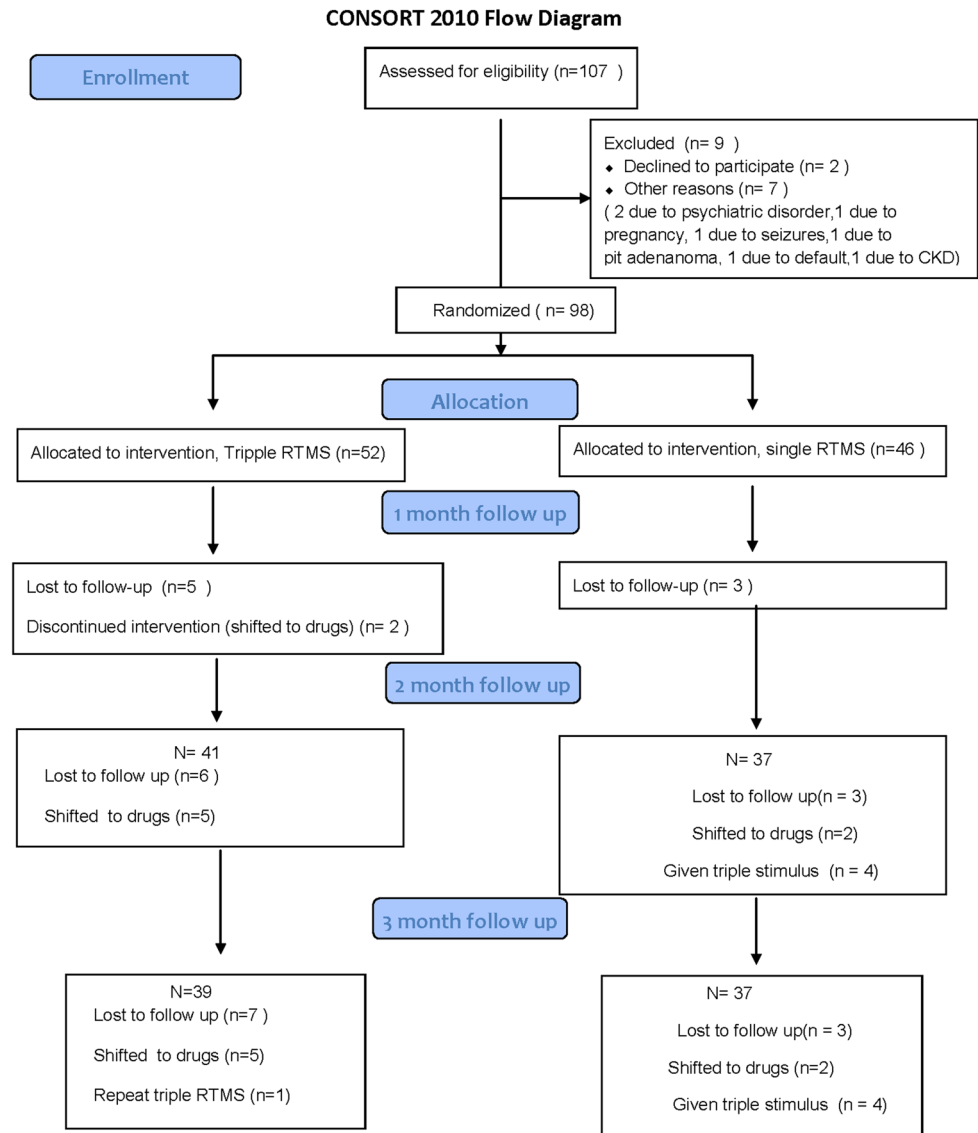 CONSORT 2010 Flow Diagram
Enrollment
Assessed for eligibility (n=107 )
Excluded (n= 9 )
⬥ Declined to participate (n= 2 )
⬥ Other reasons (n= 7 )
( 2 due to psychiatric disorder,1 due to
pregnancy, 1 due to seizures,1 due to
pit adenanoma, 1 due to default,1 due to CKD)
Randomized ( n= 98)
Allocation
Allocated to intervention, Tripple RTMS (n=52)
Allocated to intervention, single RTMS (n=46 )
1 month follow up
Lost to follow-up (n=5 )
Discontinued intervention (shifted to drugs) (n= 2 )
Lost to follow-up (n= 3 )
2 month follow up
N= 41
Lost to follow up (n=6 )
Shifted to drugs (n=5)
N= 37
Lost to follow up(n = 3)
Shifted to drugs (n=2)
Given triple stimulus (n = 4)
3 month follow up
N=39
Lost to follow up (n=7 )
Shifted to drugs (n=5)
Repeat triple RTMS (n=1)
N= 37
Lost to follow up(n = 3)
Shifted to drugs (n=2)
Given triple stimulus (n = 4)